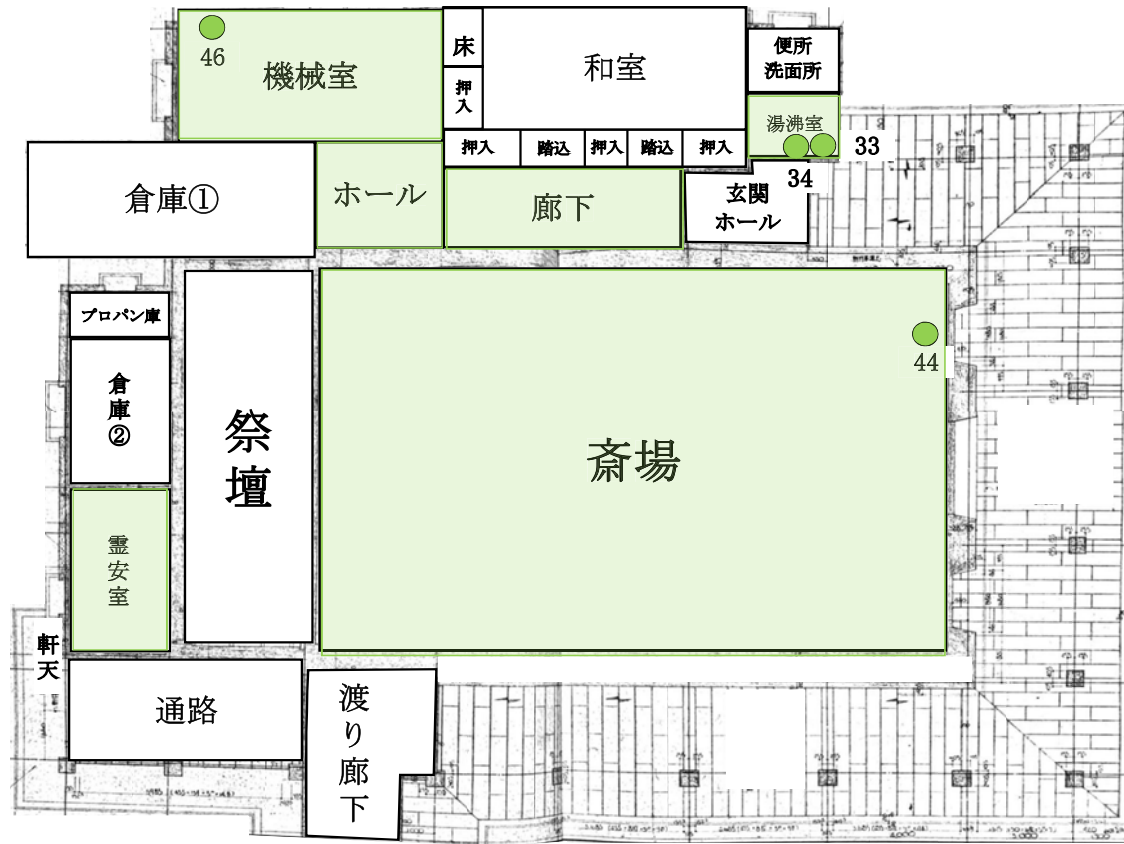 46
機械室
床
押入
和室
便所
洗面所
湯沸室
33
34
押入
踏込
押入
踏込
押入
倉庫①
ホール
廊下
玄関
ホール
プロパン庫
倉庫②
祭壇
斎場
44
霊安室
軒天
通路
渡り廊下